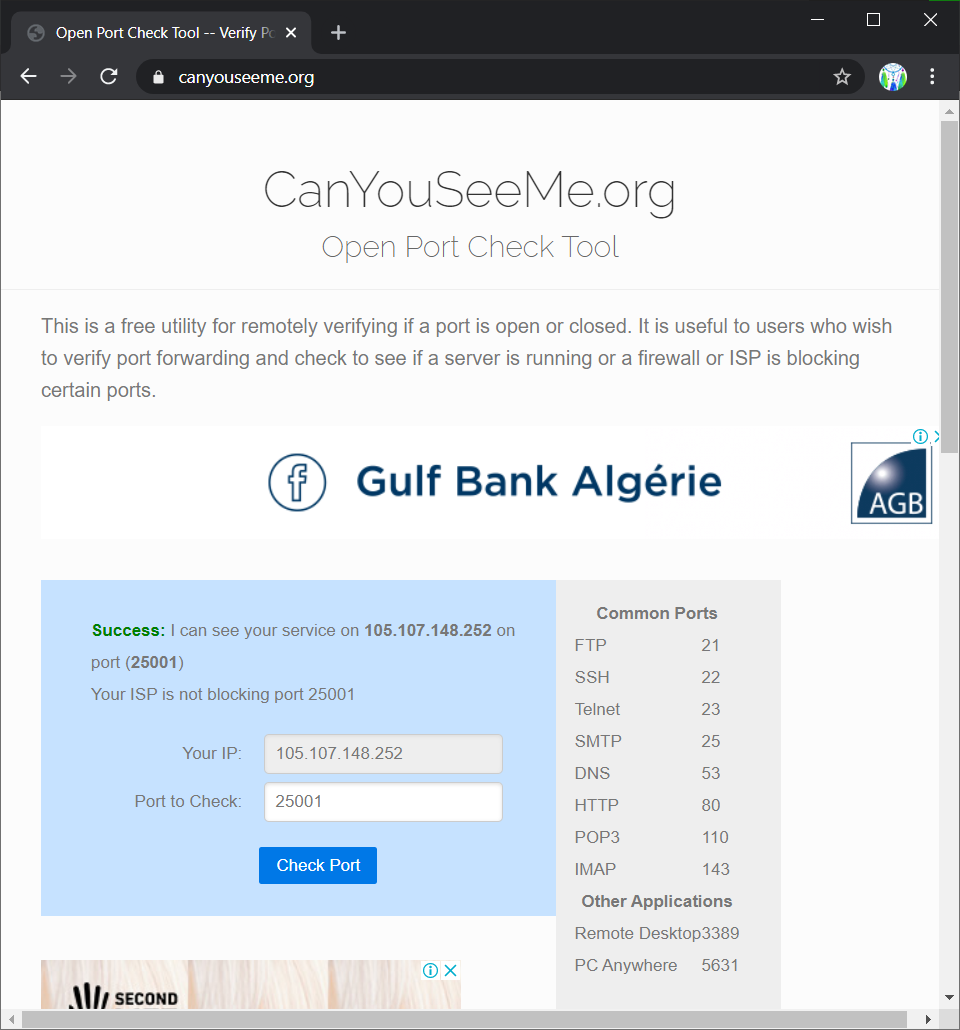 Open Port Check Tool -- Verify Po
canyouseeme.org
CanYouSeeMe.org
Open Port Check Tool
This is a free utility for remotely verifying if a port is open or closed. It is useful to users who wish
to verify port forwarding and check to see if a server is running or a firewall or ISP is blocking
certain ports.
Gulf Bank Algérie
AGB
Success: I can see your service on 105.107.148.252 on
port (25001)
Your ISP is not blocking port 25001
Your IP: 105.107.148.252
Port to Check: 25001
Check Port
Common Ports
FTP 21
SSH 22
Telnet 23
SMTP 25
DNS 53
HTTP 80
POP3 110
IMAP 143
Other Applications
Remote Desktop 3389
PC Anywhere 5631
SECOND